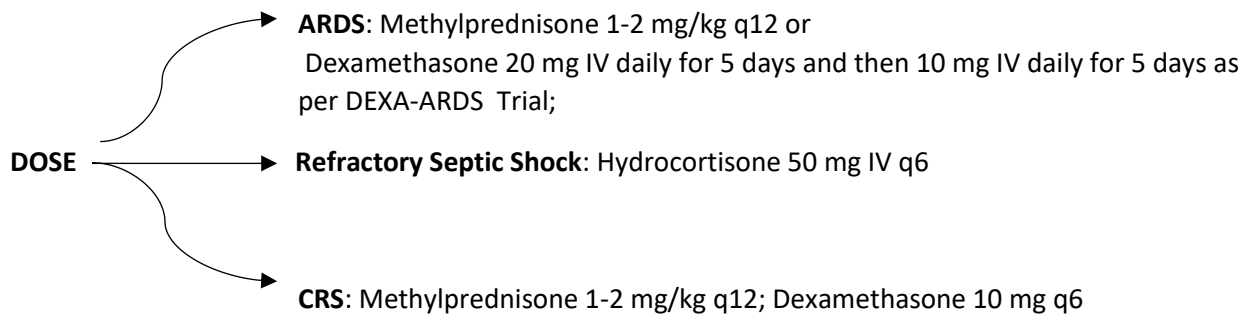 ARDS: Methylprednisone 1-2 mg/kg q12 or
Dexamethasone 20 mg IV daily for 5 days and then 10 mg IV daily for 5 days as
per DEXA-ARDS Trial;
DOSE
Refractory Septic Shock: Hydrocortisone 50 mg IV q6
CRS: Methylprednisone 1-2 mg/kg q12; Dexamethasone 10 mg q6